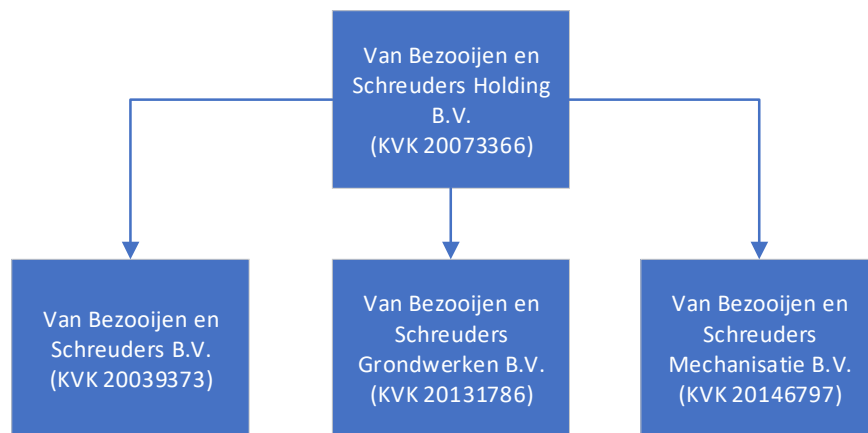 Van Bezooijen en
Schreuders Holding
B.V.
(KVK 20073366)
Van Bezooijen en
Schreuders B.V.
(KVK 20039373)
Van Bezooijen en
Schreuders
Grondwerken B.V.
(KVK 20131786)
Van Bezooijen en
Schreuders
Mechanisatie B.V.
(KVK 20146797)